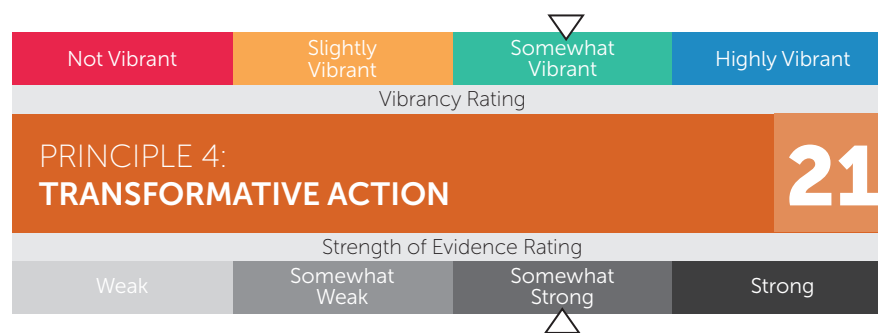 Not Vibrant
Slightly
Vibrant
Somewhat
Vibrant
Highly Vibrant
Vibrancy Rating
PRINCIPLE 4:
TRANSFORMATIVE ACTION
21
Strength of Evidence Rating
Weak
Somewhat
Weak
Somewhat
Strong
Strong